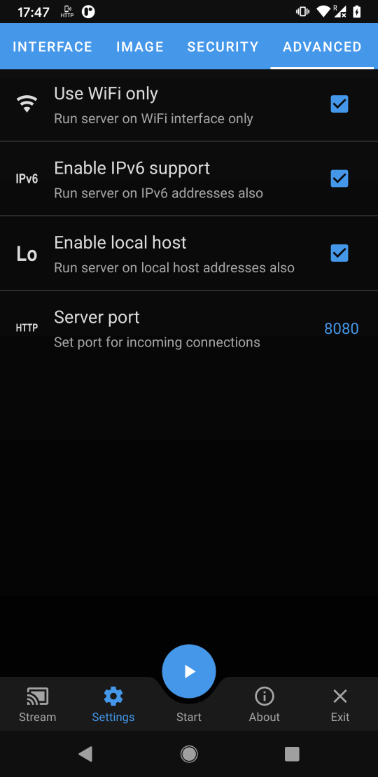 17:47 HTTP R
INTERFACE IMAGE SECURITY ADVANCED
Use WiFi only
Run server on WiFi interface only
IPv6 Enable IPv6 support
Run server on IPv6 addresses also
Lo Enable local host
Run server on local host addresses also
HTTP Server port 8080
Set port for incoming connections
Stream Settings Start About Exit